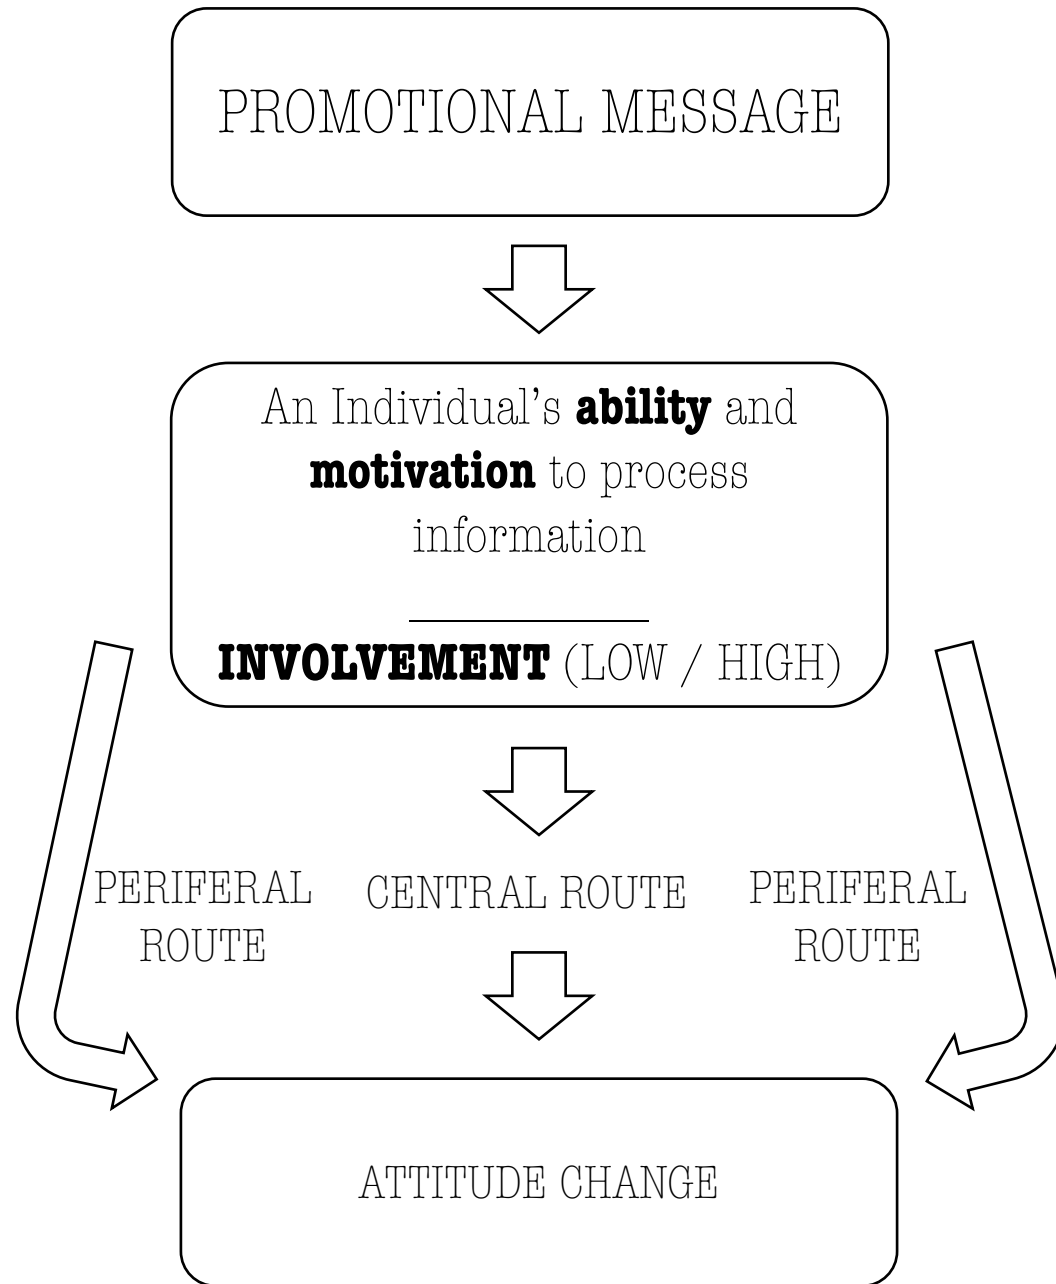 PROMOTIONAL MESSAGE
An Individual’s ability and
motivation to process
information
INVOLVEMENT (LOW / HIGH)
PERIFERAL
ROUTE
CENTRAL ROUTE
PERIFERAL
ROUTE
ATTITUDE CHANGE